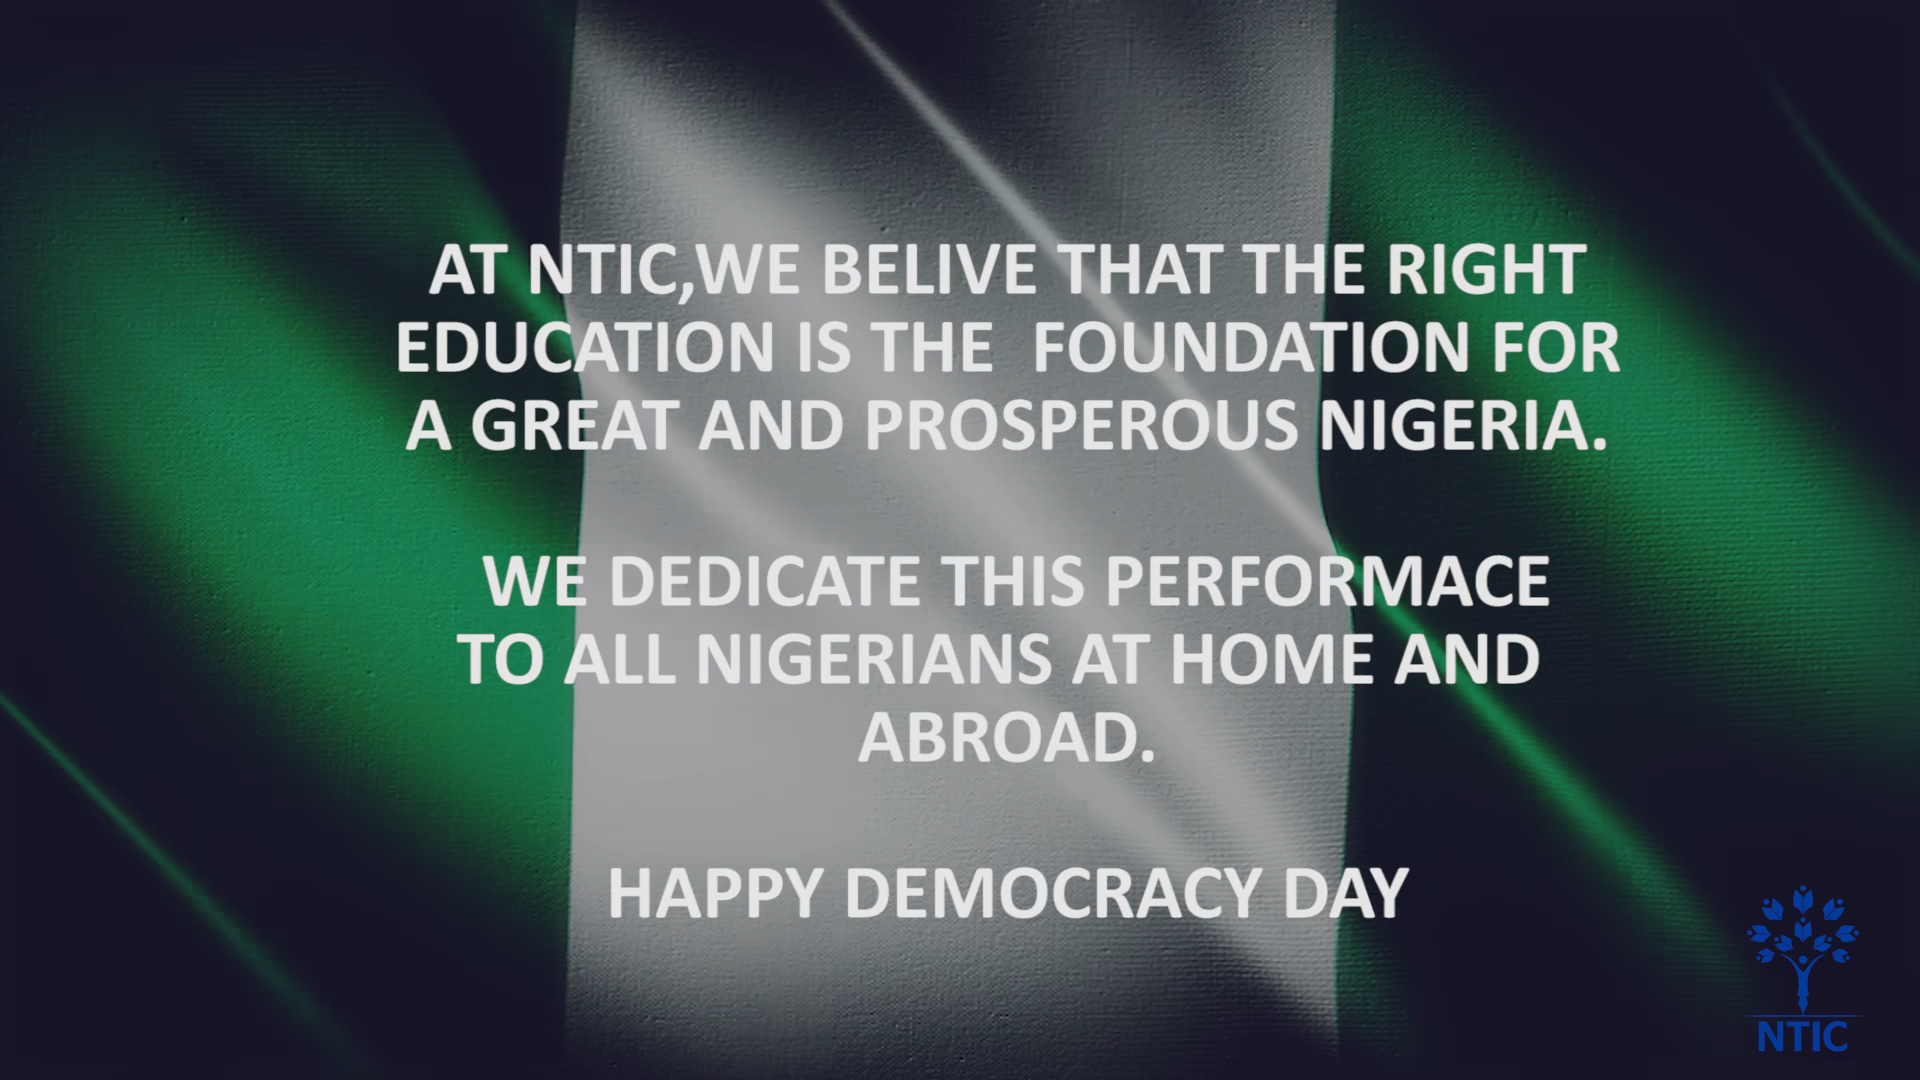 AT NTIC,WE BELIVE THAT THE RIGHT
EDUCATION IS THE FOUNDATION FOR
A GREAT AND PROSPEROUS NIGERIA.
WE DEDICATE THIS PERFORMACE
TO ALL NIGERIANS AT HOME AND
ABROAD.
HAPPY DEMOCRACY DAY
NTIC